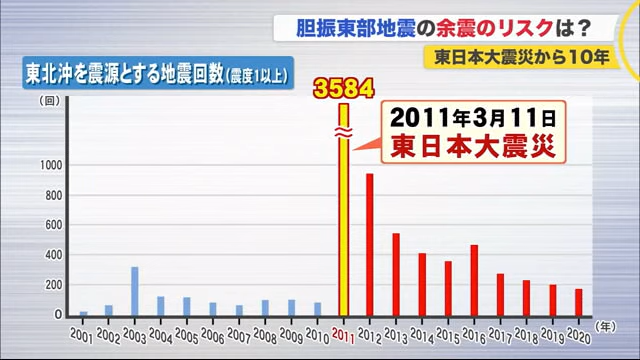 胆振東部地震の余震のリスクは？
東日本大震災から10年
東北沖を震源とする地震回数(震度1以上)
(回)
3584
2011年3月11日
東日本大震災
1000
800
600
400
200
2001 2002 2003 2004 2005 2006 2007 2008 2009 2010 2011 2012 2013 2014 2015 2016 2017 2018 2019 2020 (年)